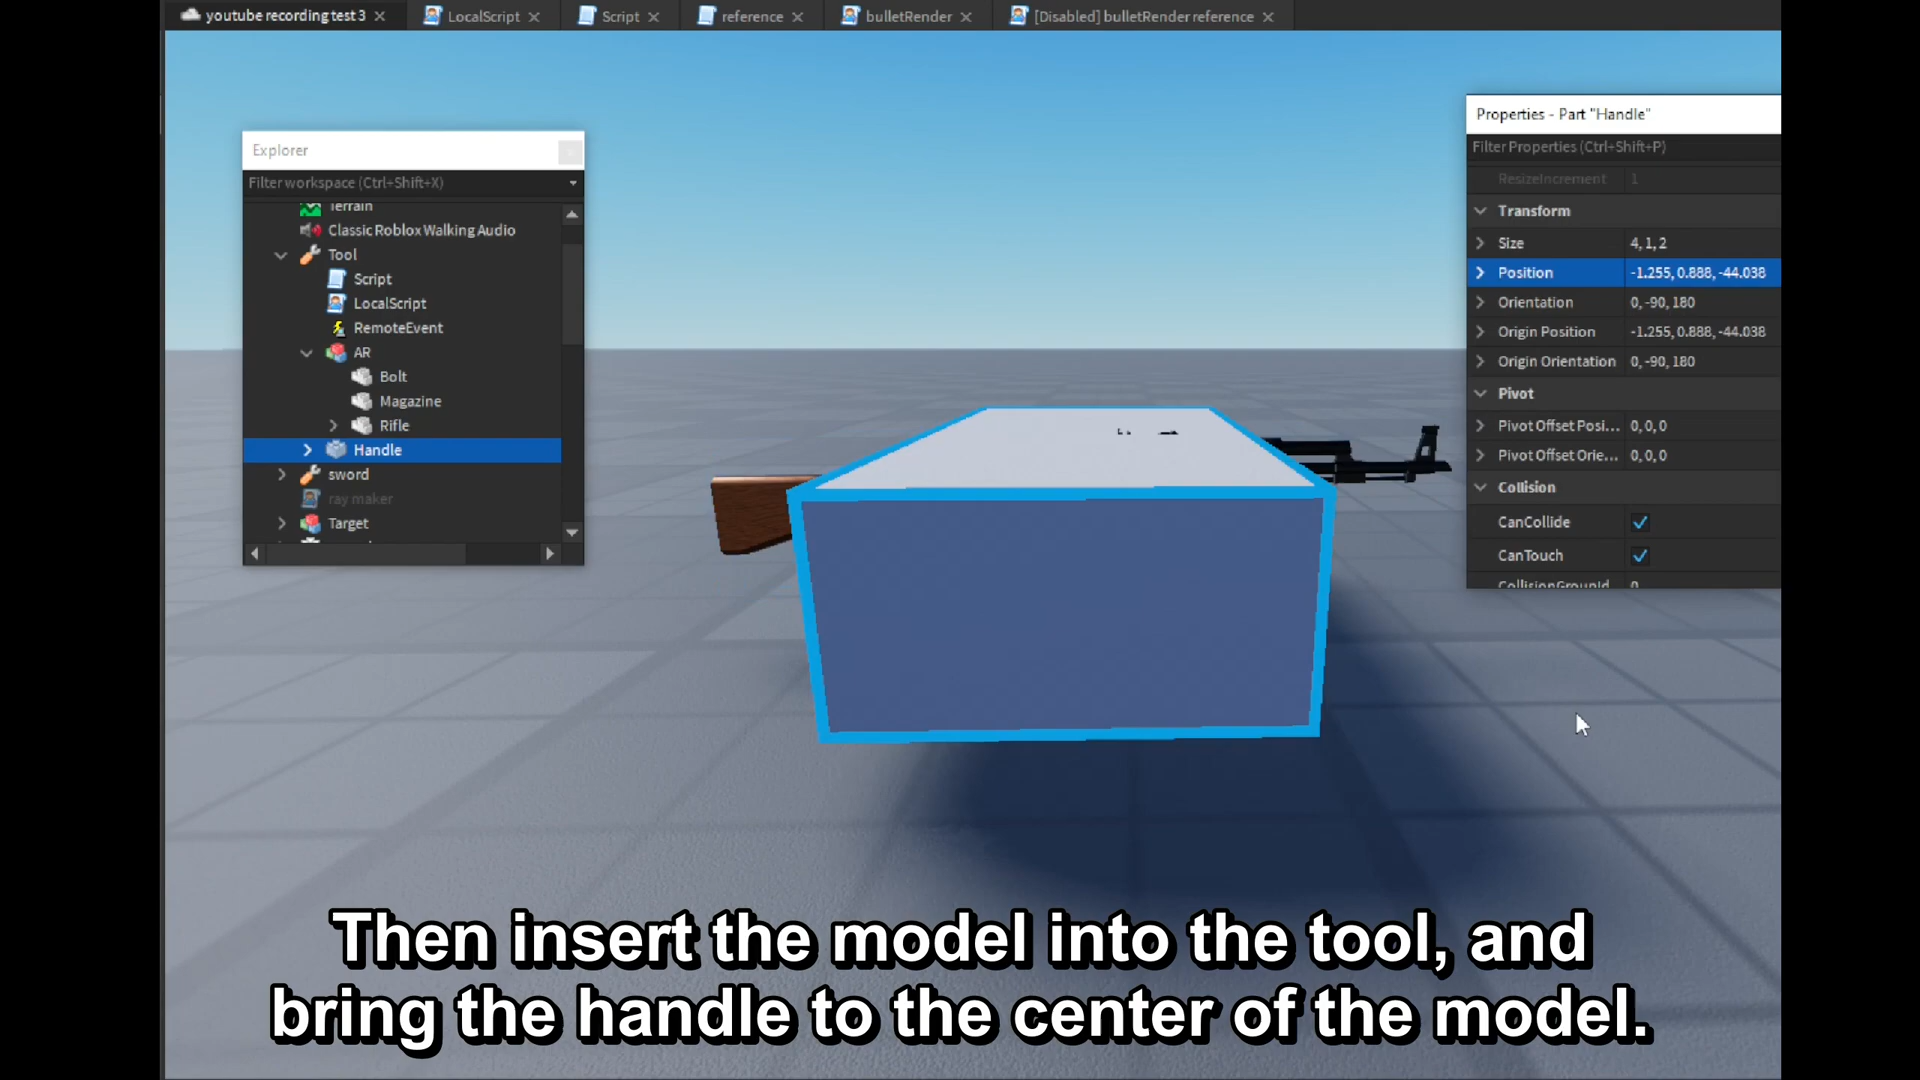 youtube recording test 3
LocalScript
Script
reference
bulletRender
[Disabled] bulletRender reference
Explorer
Filter workspace (Ctrl+Shift+X)
Terrain
Classic Roblox Walking Audio
Tool
Script
LocalScript
RemoteEvent
AR
Bolt
Magazine
Rifle
Handle
sword
ray maker
Target
Properties - Part "Handle"
Filter Properties (Ctrl+Shift+P)
ResizeIncrement 1
Transform
Size 4, 1, 2
Position -1.255, 0.888, -44.038
Orientation 0, -90, 180
Origin Position -1.255, 0.888, -44.038
Origin Orientation 0, -90, 180
Pivot
Pivot Offset Posi... 0, 0, 0
Pivot Offset Orie... 0, 0, 0
Collision
CanCollide
CanTouch
CollisionGroupId 0
Then insert the model into the tool, and
bring the handle to the center of the model.